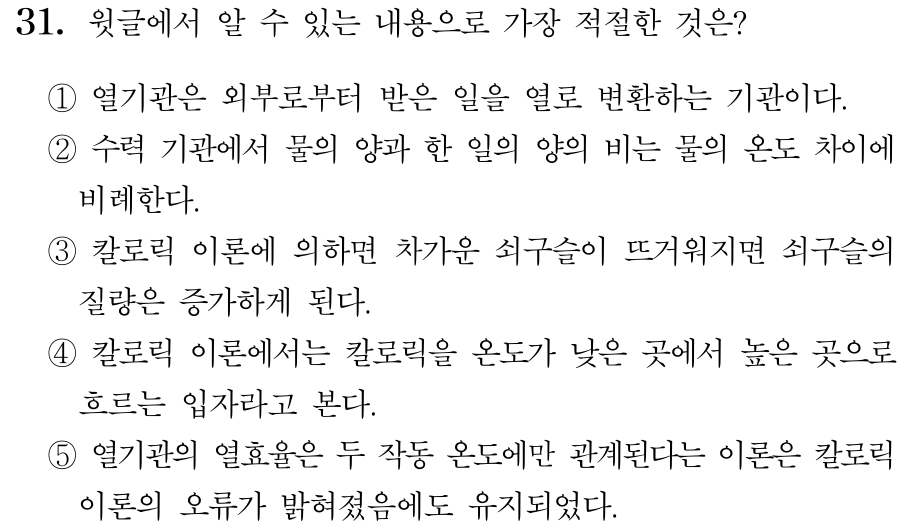 31. 윗글에서 알 수 있는 내용으로 가장 적절한 것은?
① 열기관은 외부로부터 받은 일을 열로 변환하는 기관이다.
② 수력 기관에서 물의 양과 한 일의 양의 비는 물의 온도 차이에
비례한다.
③ 칼로릭 이론에 의하면 차가운 쇠구슬이 뜨거워지면 쇠구슬의
질량은 증가하게 된다.
④ 칼로릭 이론에서는 칼로릭을 온도가 낮은 곳에서 높은 곳으로
흐르는 입자라고 본다.
⑤ 열기관의 열효율은 두 작동 온도에만 관계된다는 이론은 칼로릭
이론의 오류가 밝혀졌음에도 유지되었다.